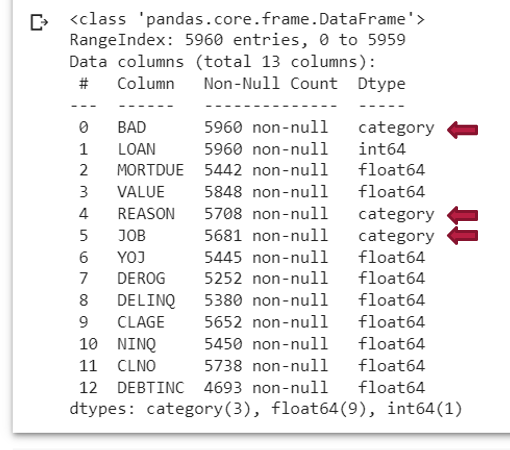 <class 'pandas.core.frame.DataFrame'>
RangeIndex: 5960 entries, 0 to 5959
Data columns (total 13 columns):
 #   Column   Non-Null Count  Dtype
---  ------   --------------  -----
 0   BAD      5960 non-null   category
 1   LOAN     5960 non-null   int64
 2   MORTDUE  5442 non-null   float64
 3   VALUE    5848 non-null   float64
 4   REASON   5708 non-null   category
 5   JOB      5681 non-null   category
 6   YOJ      5445 non-null   float64
 7   DEROG    5252 non-null   float64
 8   DELINQ   5380 non-null   float64
 9   CLAGE    5652 non-null   float64
 10  NINQ     5450 non-null   float64
 11  CLNO     5738 non-null   float64
 12  DEBTINC  4693 non-null   float64
dtypes: category(3), float64(9), int64(1)